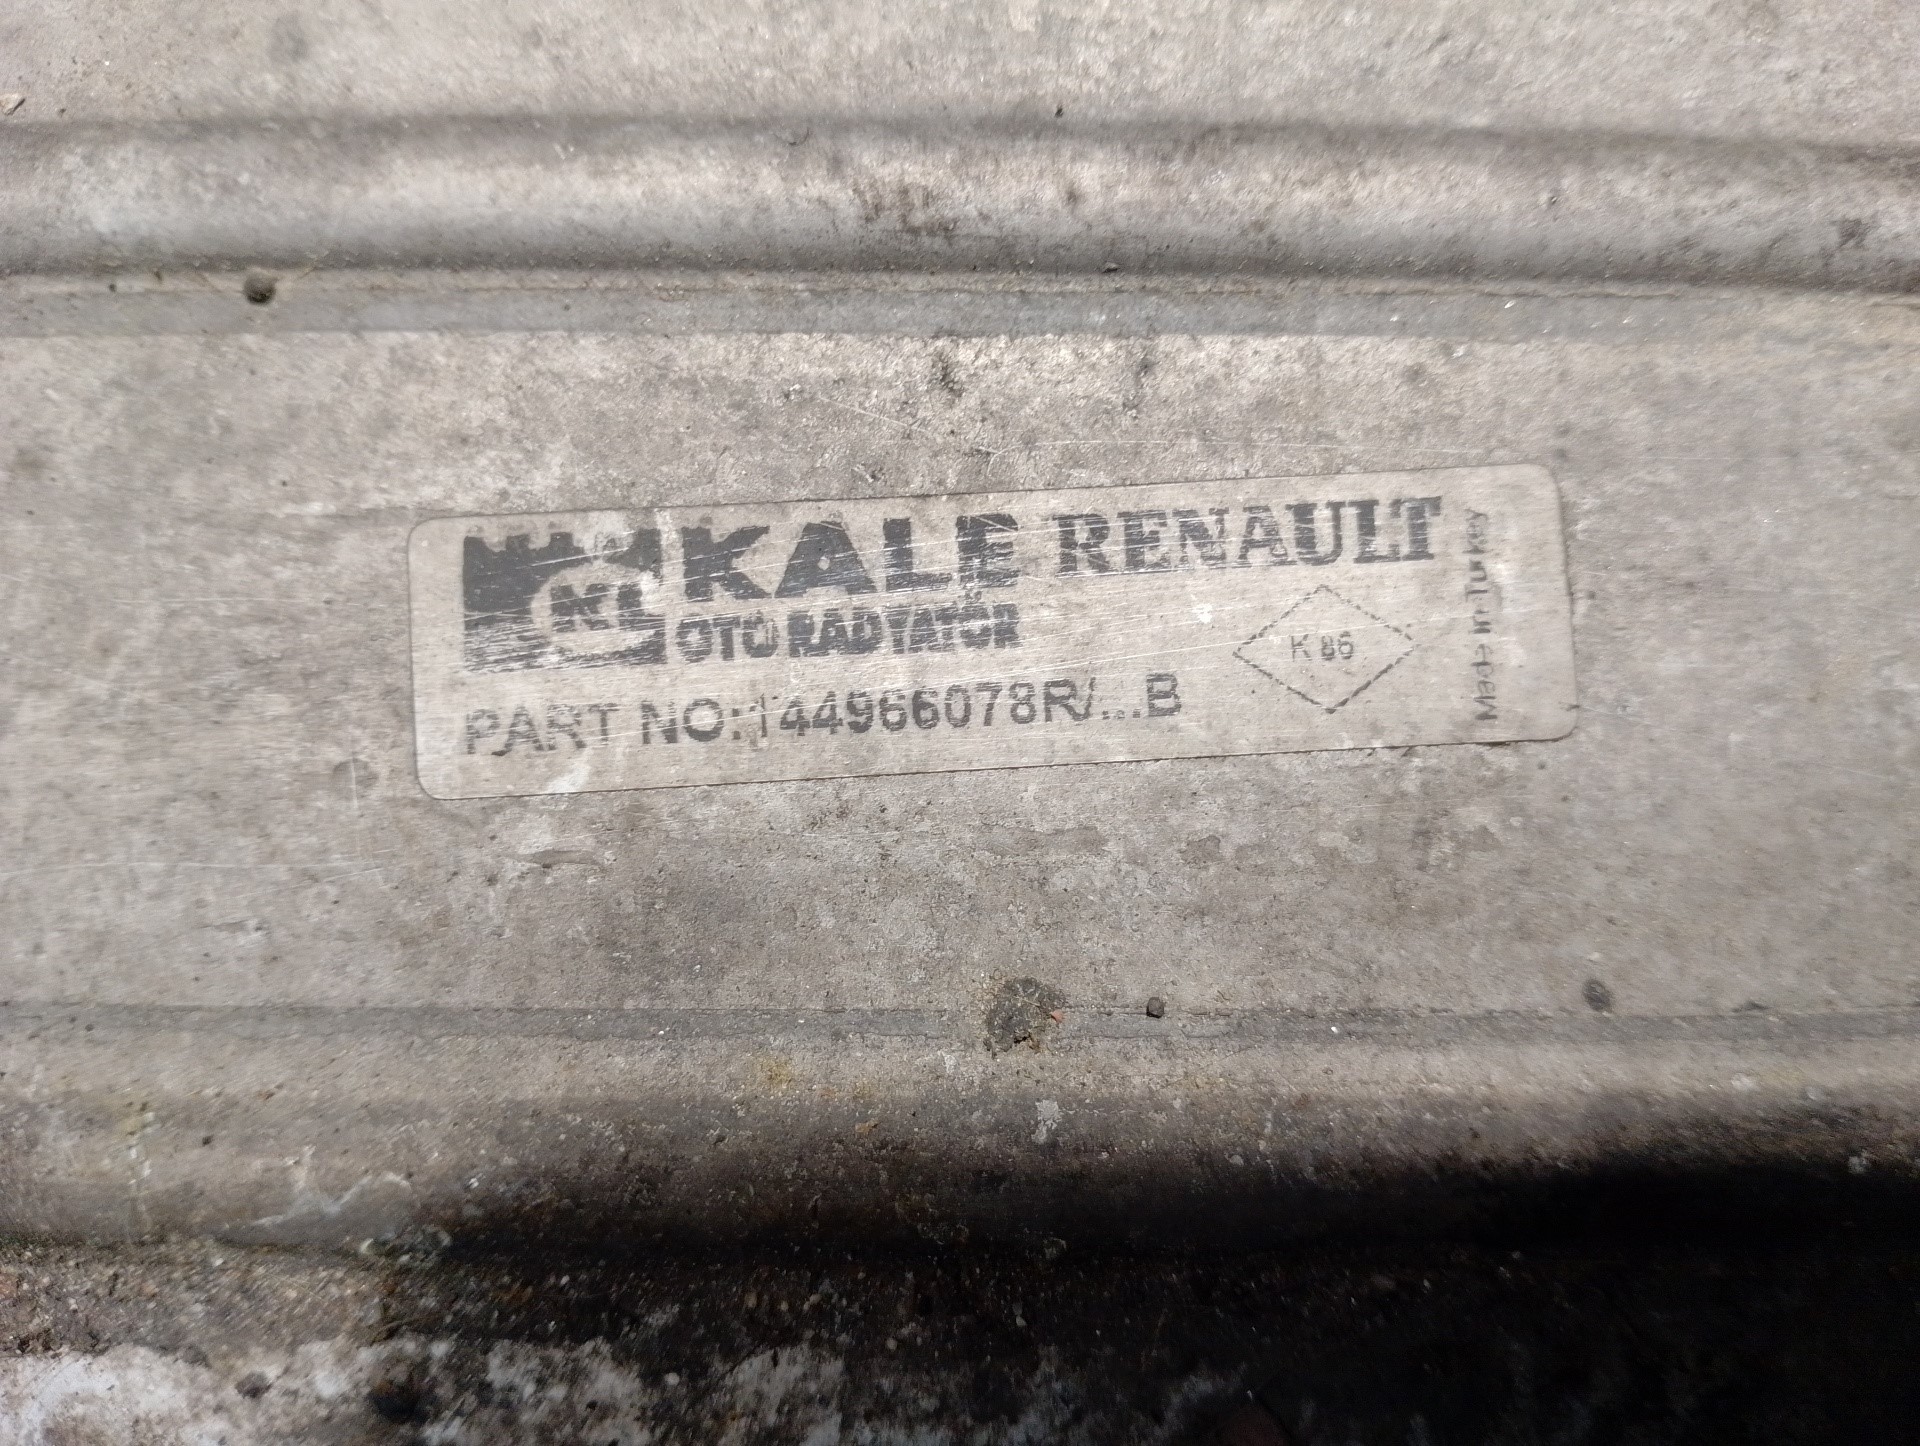 KALE RENAULT
OTO RADYATÖR
PART NO:144966078R/...B
K 86
Made in Turkey